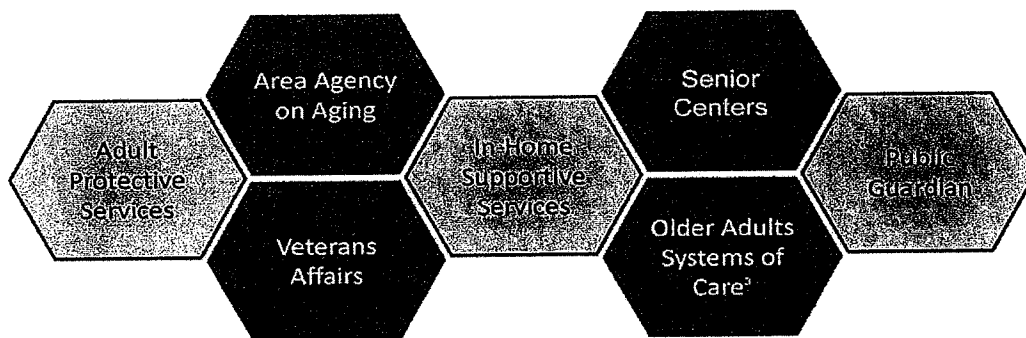 Adult
Protective
Services
Area Agency
on Aging
Veterans
Affairs
In-Home
Supportive
Services
Senior
Centers
Older Adults
Systems of
Care³
Public
Guardian